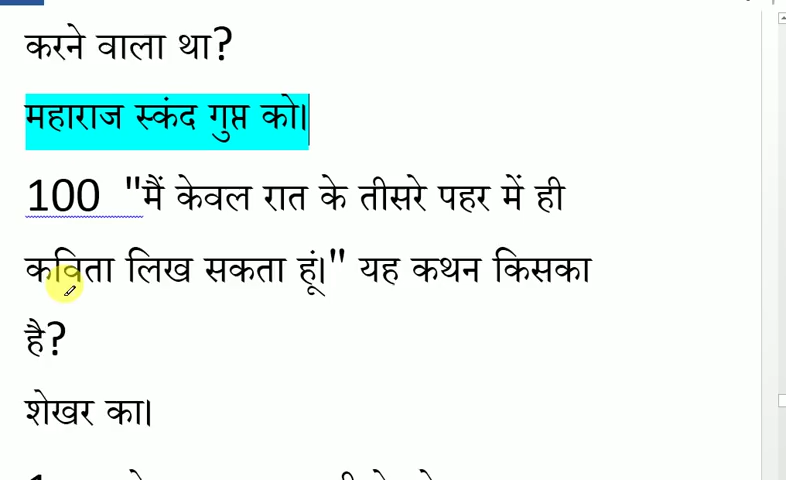 करने वाला था?
महाराज स्कंद गुप्त को।
100 "मैं केवल रात के तीसरे पहर में ही
कविता लिख सकता हूं।" यह कथन किसका
है?
शेखर का।